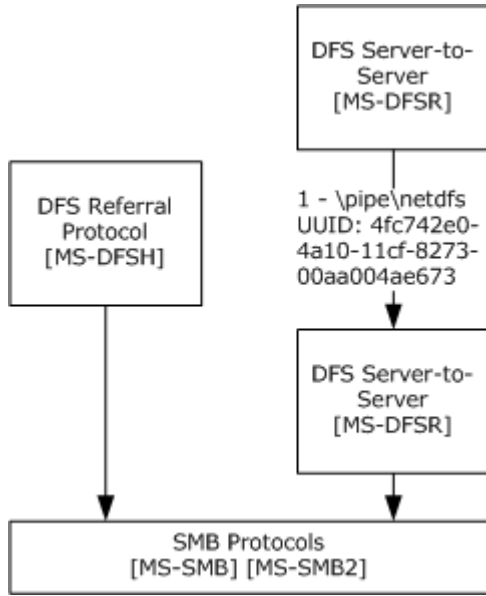 DFS Server-to-
Server
[MS-DFSR]
DFS Referral
Protocol
[MS-DFSH]
1 - \pipe\netdfs
UUID: 4fc742e0-
4a10-11cf-8273-
00aa004ae673
DFS Server-to-
Server
[MS-DFSR]
SMB Protocols
[MS-SMB] [MS-SMB2]